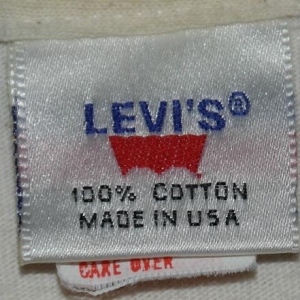 LEVI'S®
100% COTTON
MADE IN USA
CARE OVER